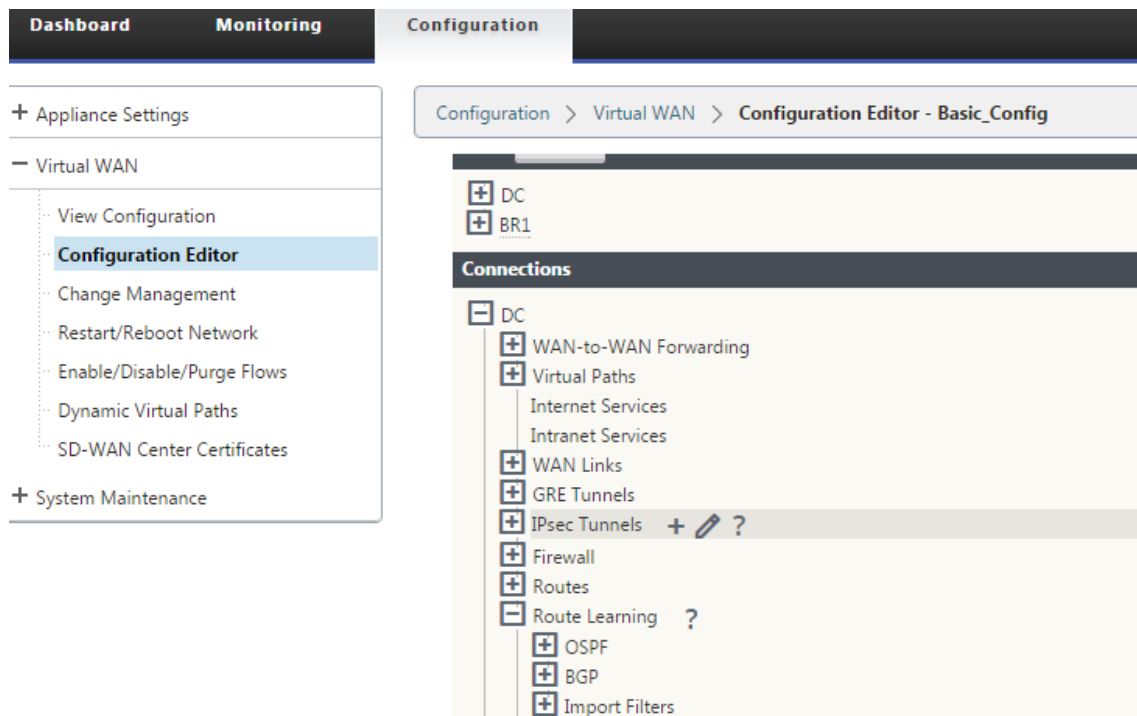 Dashboard Monitoring Configuration
+ Appliance Settings
− Virtual WAN
View Configuration
Configuration Editor
Change Management
Restart/Reboot Network
Enable/Disable/Purge Flows
Dynamic Virtual Paths
SD-WAN Center Certificates
+ System Maintenance
Configuration > Virtual WAN > Configuration Editor - Basic_Config
+ DC
+ BR1
Connections
− DC
+ WAN-to-WAN Forwarding
+ Virtual Paths
Internet Services
Intranet Services
+ WAN Links
+ GRE Tunnels
+ IPsec Tunnels + ?
+ Firewall
+ Routes
− Route Learning ?
+ OSPF
+ BGP
+ Import Filters